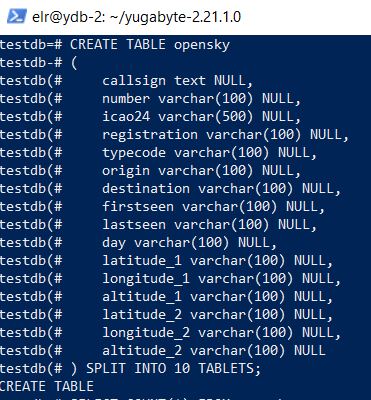 elr@ydb-2: ~/yugabyte-2.21.1.0
testdb=# CREATE TABLE opensky
testdb-# (
testdb(#     callsign text NULL,
testdb(#     number varchar(100) NULL,
testdb(#     icao24 varchar(500) NULL,
testdb(#     registration varchar(100) NULL,
testdb(#     typecode varchar(100) NULL,
testdb(#     origin varchar(100) NULL,
testdb(#     destination varchar(100) NULL,
testdb(#     firstseen varchar(100) NULL,
testdb(#     lastseen varchar(100) NULL,
testdb(#     day varchar(100) NULL,
testdb(#     latitude_1 varchar(100) NULL,
testdb(#     longitude_1 varchar(100) NULL,
testdb(#     altitude_1 varchar(100) NULL,
testdb(#     latitude_2 varchar(100) NULL,
testdb(#     longitude_2 varchar(100) NULL,
testdb(#     altitude_2 varchar(100) NULL
testdb(# ) SPLIT INTO 10 TABLETS;
CREATE TABLE